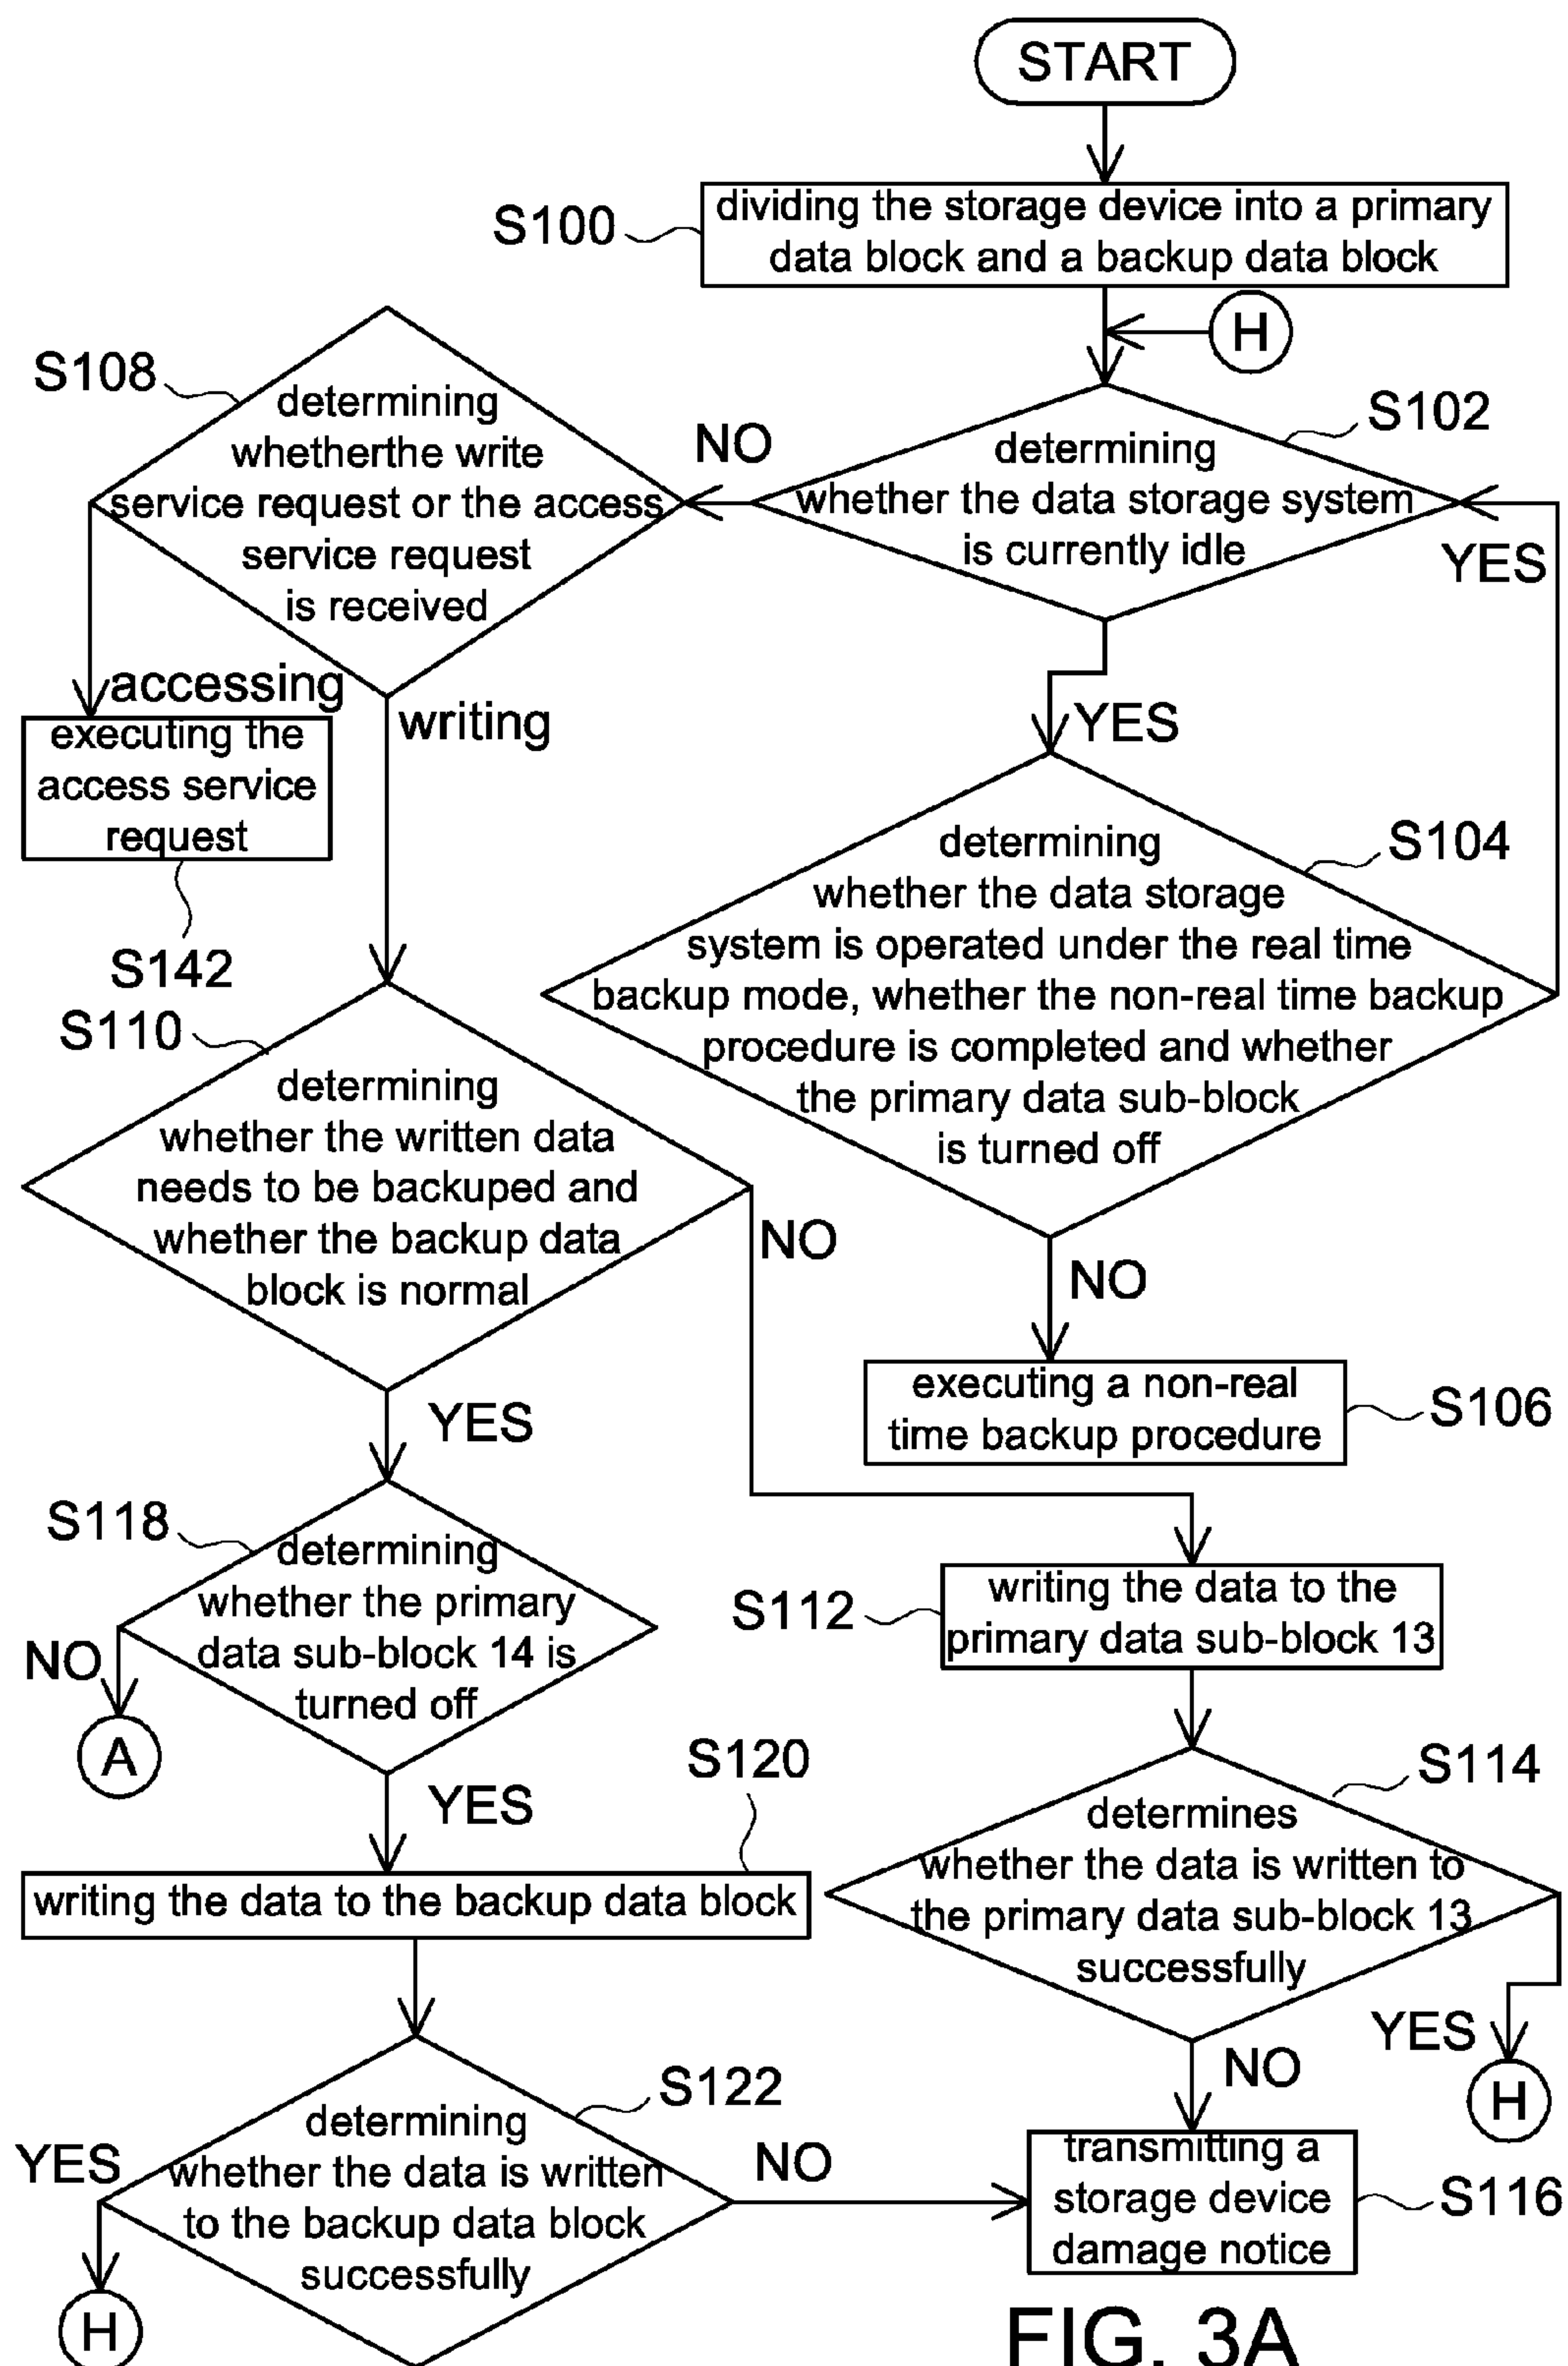 START
S100
dividing the storage device into a primary
data block and a backup data block
H
S108
determining
whetherthe write
service request or the access
service request
is received
NO
S102
determining
whether the data storage system
is currently idle
YES
accessing
writing
YES
executing the
access service
request
S142
S104
determining
whether the data storage
system is operated under the real time
backup mode, whether the non-real time backup
procedure is completed and whether
the primary data sub-block
is turned off
S110
determining
whether the written data
needs to be backuped and
whether the backup data
block is normal
NO
NO
executing a non-real
time backup procedure
S106
YES
S118
determining
whether the primary
data sub-block 14 is
turned off
NO
A
S112
writing the data to the
primary data sub-block 13
YES
S120
writing the data to the backup data block
S114
determines
whether the data is written to
the primary data sub-block 13
successfully
YES
H
NO
S122
determining
whether the data is written
to the backup data block
successfully
YES
H
NO
transmitting a
storage device
damage notice
S116
FIG. 3A